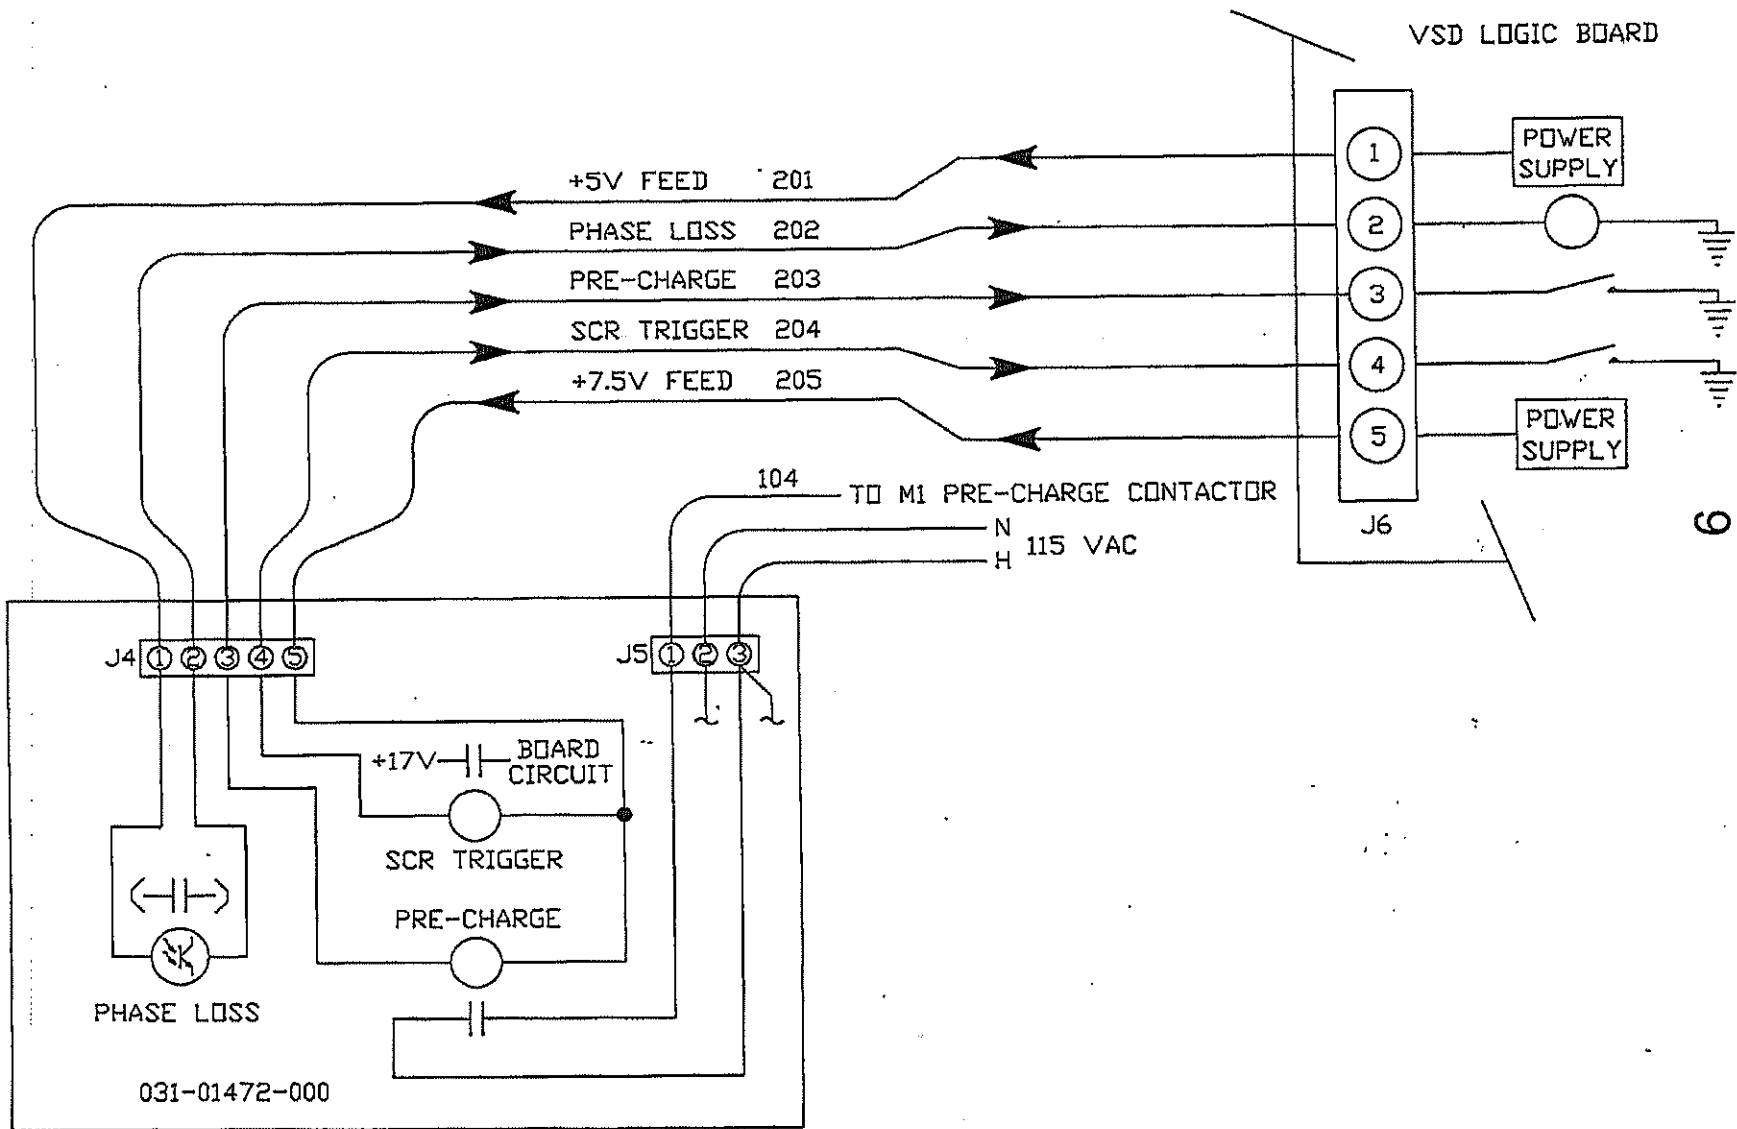 VSD LOGIC BOARD
1
POWER
SUPPLY
+5V FEED 201
2
PHASE LOSS 202
PRE-CHARGE 203
3
SCR TRIGGER 204
4
+7.5V FEED 205
5
POWER
SUPPLY
104 TO M1 PRE-CHARGE CONTACTOR
J6
N
115 VAC
H
9
J4 1 2 3 4 5
J5 1 2 3
+17V BOARD
CIRCUIT
SCR TRIGGER
PRE-CHARGE
PHASE LOSS
031-01472-000